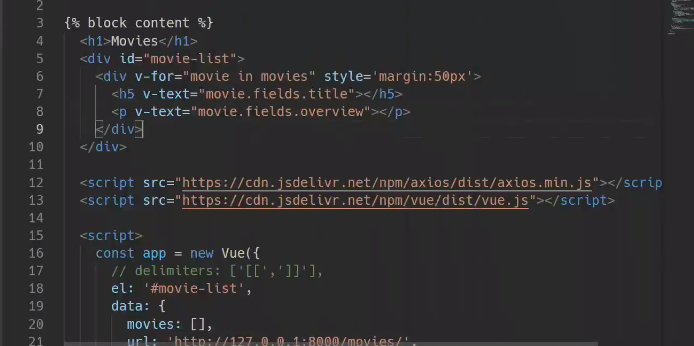 2
3 {% block content %}
4 <h1>Movies</h1>
5 <div id="movie-list">
6 <div v-for="movie in movies" style='margin:50px'>
7 <h5 v-text="movie.fields.title"></h5>
8 <p v-text="movie.fields.overview"></p>
9 </div>
10 </div>
11
12 <script src="https://cdn.jsdelivr.net/npm/axios/dist/axios.min.js"></scrip
13 <script src="https://cdn.jsdelivr.net/npm/vue/dist/vue.js"></script>
14
15 <script>
16 const app = new Vue({
17 // delimiters: ['[[',']]'],
18 el: '#movie-list',
19 data: {
20 movies: [],
21 url: 'http://127.0.0.1:8000/movies/',